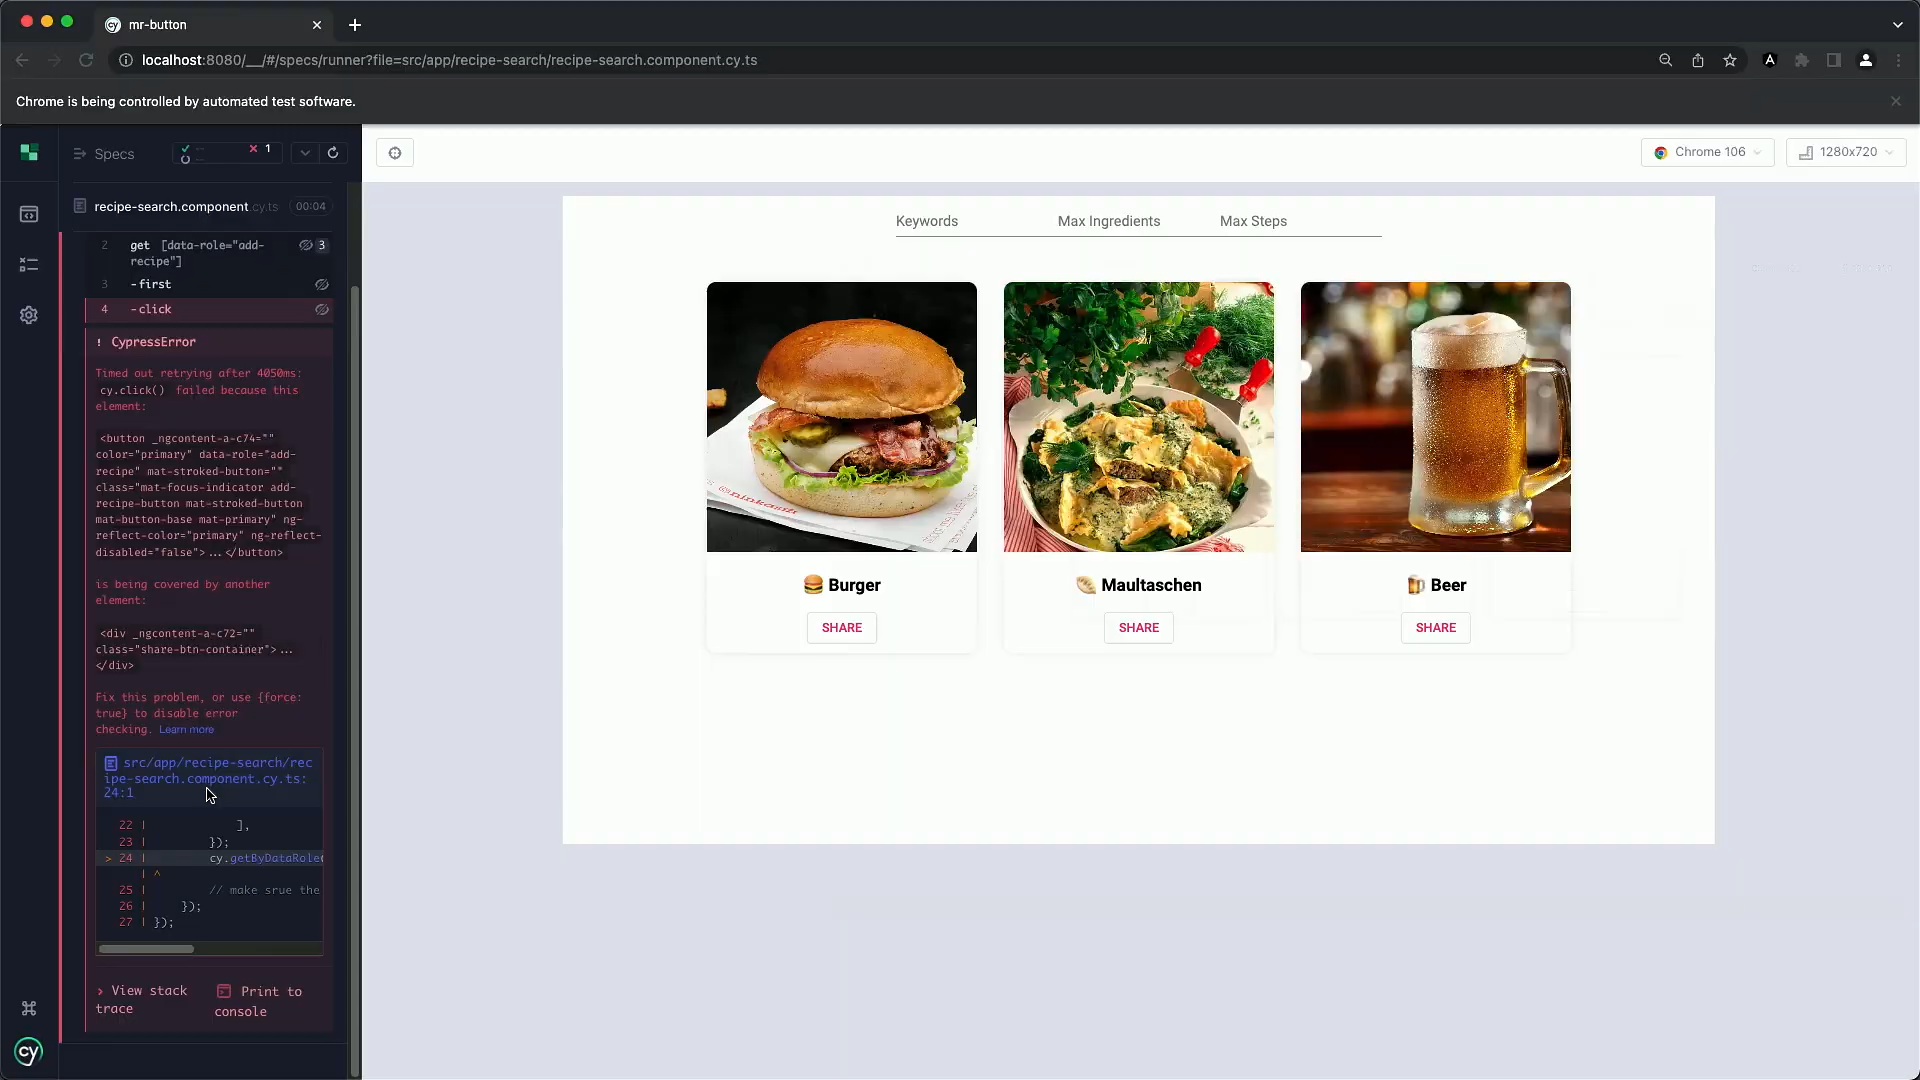 mr-button
localhost:8080/__/#/specs/runner?file=src/app/recipe-search/recipe-search.component.cy.ts
Chrome is being controlled by automated test software.
Specs
--
1
--
Chrome 106
1280x720
recipe-search.component.cy.ts
00:04
2 get [data-role="add-
recipe"]
3
3 -first
4 -click
! CypressError
Timed out retrying after 4050ms:
cy.click() failed because this
element:
<button _ngcontent-a-c74=""
color="primary" data-role="add-
recipe" mat-stroked-button=""
class="mat-focus-indicator add-
recipe-button mat-stroked-button
mat-button-base mat-primary" ng-
reflect-color="primary" ng-reflect-
disabled="false">...</button>
is being covered by another
element:
<div _ngcontent-a-c72=""
class="share-btn-container">...
</div>
Fix this problem, or use {force:
true} to disable error
checking. Learn more
src/app/recipe-search/rec
ipe-search.component.cy.ts:
24:1
22 | ],
23 | });
> 24 | cy.getByDataRole(
| ^
25 | // make srue the
26 | });
27 | });
> View stack
trace
Print to
console
cy
Keywords
Max Ingredients
Max Steps
🍔 Burger
SHARE
🥟 Maultaschen
SHARE
🍺 Beer
SHARE